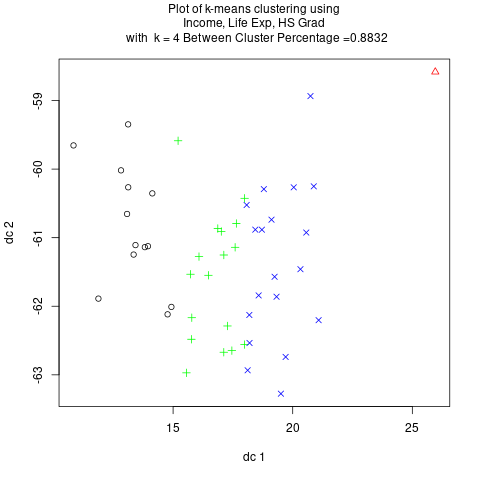 Plot of k-means clustering using
Income, Life Exp, HS Grad
with  k = 4 Between Cluster Percentage =0.8832
-59
-60
-61
-62
-63
dc 2
15
20
25
dc 1